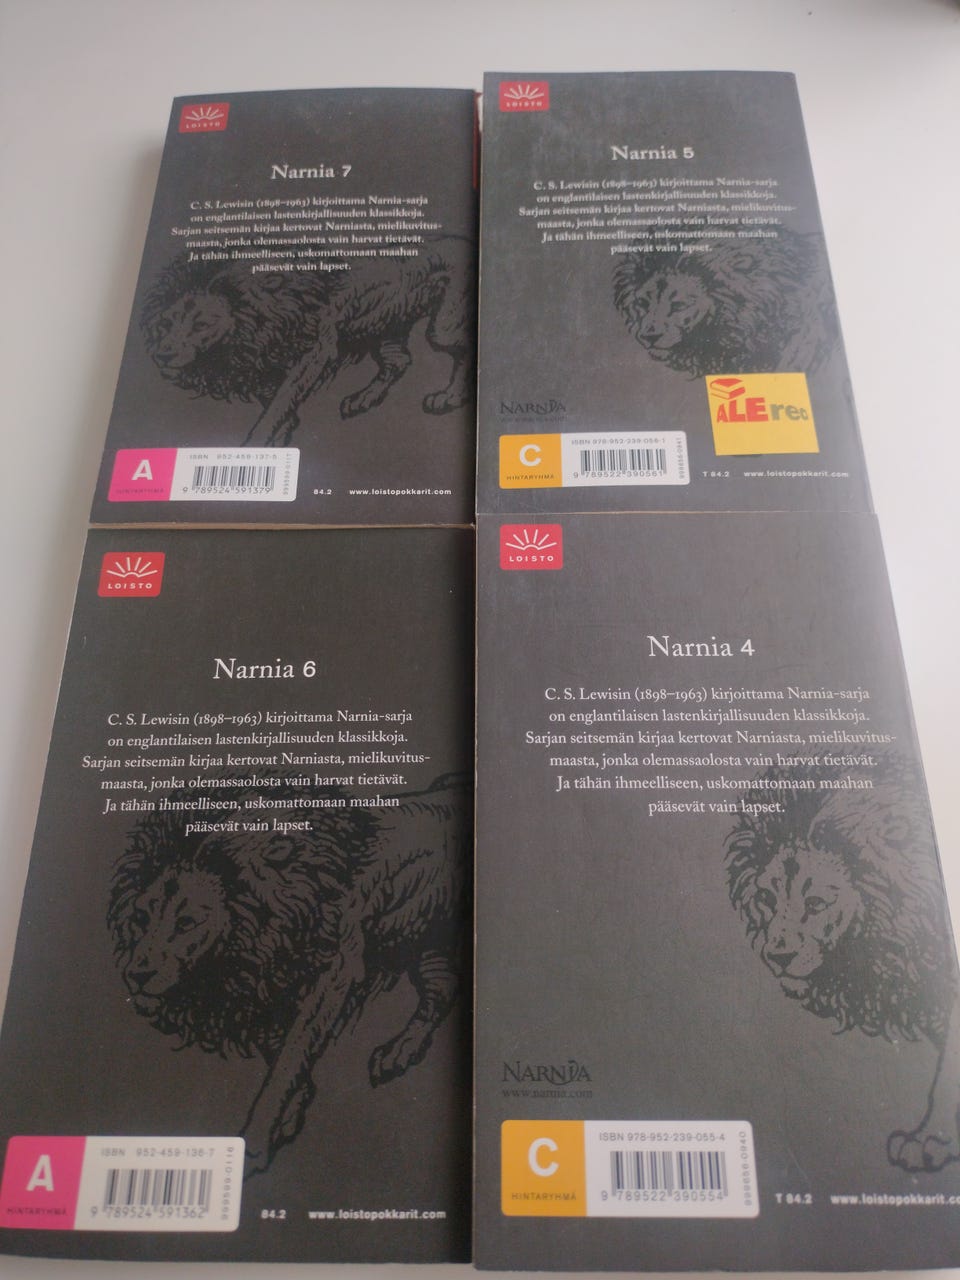 LOISTO
Narnia 7
C. S. Lewisin (1898–1963) kirjoittama Narnia-sarja
on englantilaisen lastenkirjallisuuden klassikkoja.
Sarjan seitsemän kirjaa kertovat Narniasta, mielikuvitus-
maasta, jonka olemassaolosta vain harvat tietävät.
Ja tähän ihmeelliseen, uskomattomaan maahan
pääsevät vain lapset.
A
HINTARYHMÄ
ISBN 952-459-137-5
9 789524 591379
999599-0117
84.2 www.loistopokkarit.com
LOISTO
Narnia 5
C. S. Lewisin (1898–1963) kirjoittama Narnia-sarja
on englantilaisen lastenkirjallisuuden klassikkoja.
Sarjan seitsemän kirjaa kertovat Narniasta, mielikuvitus-
maasta, jonka olemassaolosta vain harvat tietävät.
Ja tähän ihmeelliseen, uskomattomaan maahan
pääsevät vain lapset.
NARNIA
ALE rec
C
HINTARYHMÄ
ISBN 978-952-239-056-1
9 789522 390561
999656-0941
T 84.2 www.loistopokkarit.com
LOISTO
Narnia 6
C. S. Lewisin (1898–1963) kirjoittama Narnia-sarja
on englantilaisen lastenkirjallisuuden klassikkoja.
Sarjan seitsemän kirjaa kertovat Narniasta, mielikuvitus-
maasta, jonka olemassaolosta vain harvat tietävät.
Ja tähän ihmeelliseen, uskomattomaan maahan
pääsevät vain lapset.
A
HINTARYHMÄ
ISBN 952-459-136-7
9 789524 591362
999599-0116
84.2 www.loistopokkarit.com
LOISTO
Narnia 4
C. S. Lewisin (1898–1963) kirjoittama Narnia-sarja
on englantilaisen lastenkirjallisuuden klassikkoja.
Sarjan seitsemän kirjaa kertovat Narniasta, mielikuvitus-
maasta, jonka olemassaolosta vain harvat tietävät.
Ja tähän ihmeelliseen, uskomattomaan maahan
pääsevät vain lapset.
NARNIA
www.narnia.com
C
HINTARYHMÄ
ISBN 978-952-239-055-4
9 789522 390554
999656-0940
T 84.2 www.loistopokkarit.co